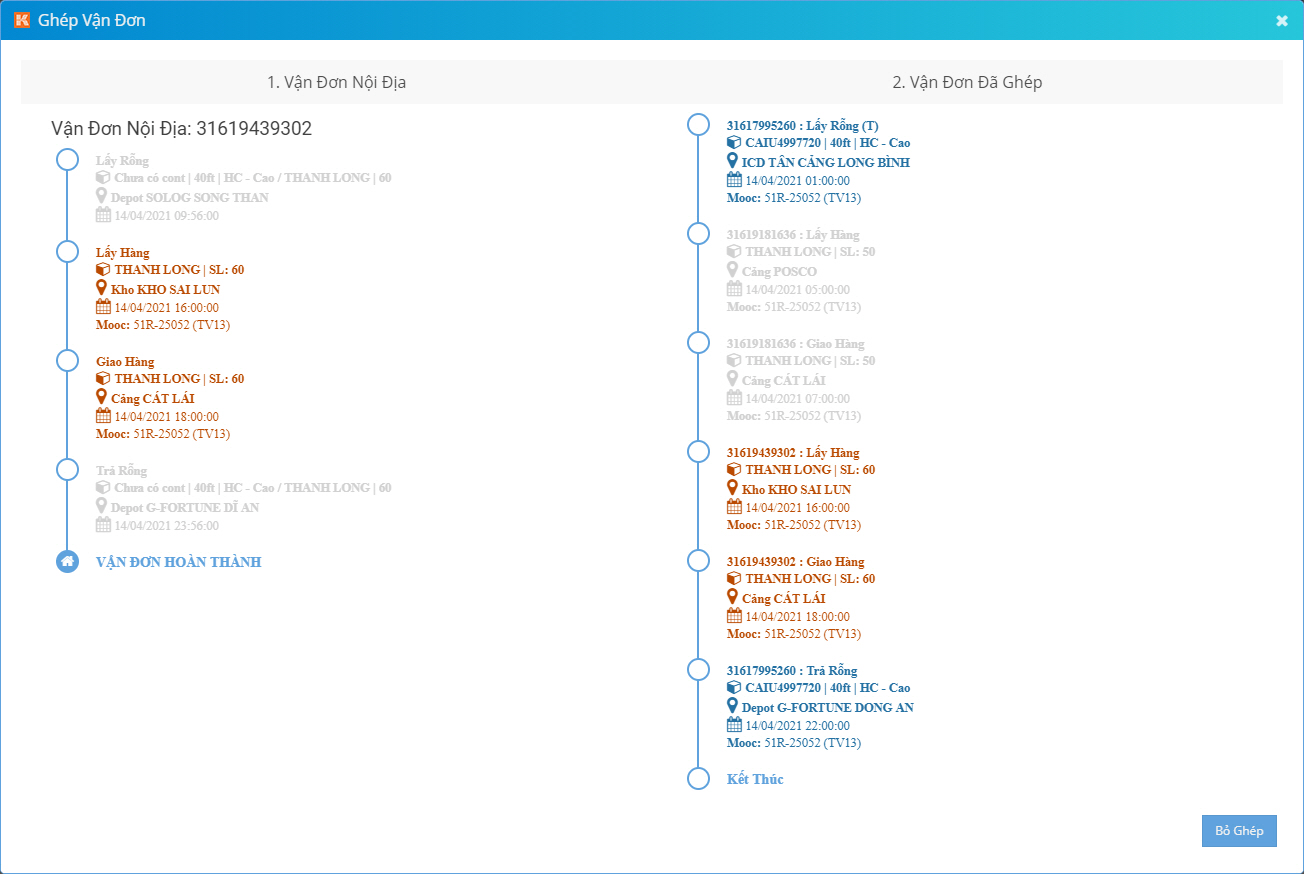 Ghép Vận Đơn
1. Vận Đơn Nội Địa
2. Vận Đơn Đã Ghép
Vận Đơn Nội Địa: 31619439302
Lấy Rỗng
Chưa có cont | 40ft | HC - Cao / THANH LONG | 60
Depot SOLOG SONG THAN
14/04/2021 09:56:00
Lấy Hàng
THANH LONG | SL: 60
Kho KHO SAI LUN
14/04/2021 16:00:00
Mooc: 51R-25052 (TV13)
Giao Hàng
THANH LONG | SL: 60
Cảng CÁT LÁI
14/04/2021 18:00:00
Mooc: 51R-25052 (TV13)
Trả Rỗng
Chưa có cont | 40ft | HC - Cao / THANH LONG | 60
Depot G-FORTUNE DĨ AN
14/04/2021 23:56:00
VẬN ĐƠN HOÀN THÀNH
31617995260 : Lấy Rỗng (T)
CAIU4997720 | 40ft | HC - Cao
ICD TÂN CẢNG LONG BÌNH
14/04/2021 01:00:00
Mooc: 51R-25052 (TV13)
31619181636 : Lấy Hàng
THANH LONG | SL: 50
Cảng POSCO
14/04/2021 05:00:00
Mooc: 51R-25052 (TV13)
31619181636 : Giao Hàng
THANH LONG | SL: 50
Cảng CÁT LÁI
14/04/2021 07:00:00
Mooc: 51R-25052 (TV13)
31619439302 : Lấy Hàng
THANH LONG | SL: 60
Kho KHO SAI LUN
14/04/2021 16:00:00
Mooc: 51R-25052 (TV13)
31619439302 : Giao Hàng
THANH LONG | SL: 60
Cảng CÁT LÁI
14/04/2021 18:00:00
Mooc: 51R-25052 (TV13)
31617995260 : Trả Rỗng
CAIU4997720 | 40ft | HC - Cao
Depot G-FORTUNE DONG AN
14/04/2021 22:00:00
Mooc: 51R-25052 (TV13)
Kết Thúc
Bỏ Ghép